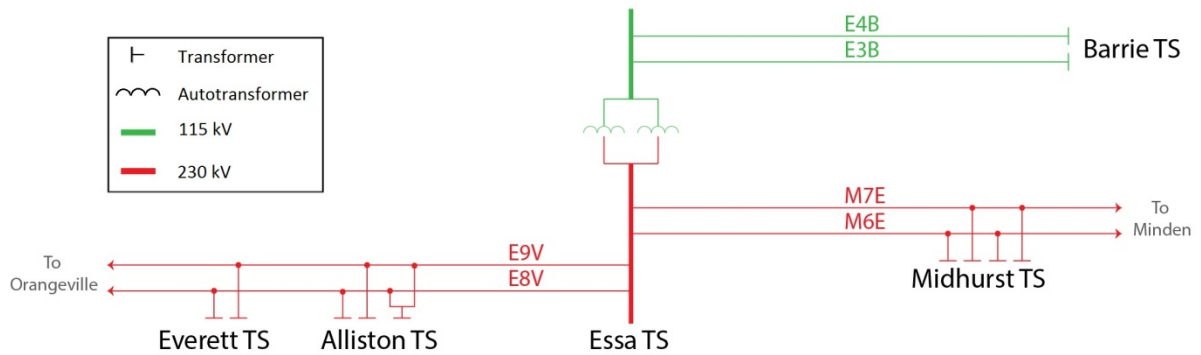 E4B
E3B
Barrie TS
Transformer
Autotransformer
115 kV
230 kV
M7E
M6E
To
Minden
Midhurst TS
E9V
E8V
To
Orangeville
Everett TS
Alliston TS
Essa TS